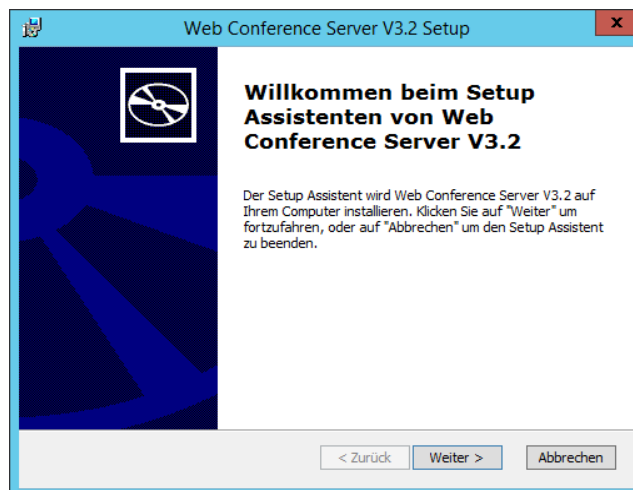 Web Conference Server V3.2 Setup
x
Willkommen beim Setup
Assistenten von Web
Conference Server V3.2
Der Setup Assistent wird Web Conference Server V3.2 auf
Ihrem Computer installieren. Klicken Sie auf "Weiter" um
fortzufahren, oder auf "Abbrechen" um den Setup Assistent
zu beenden.
< Zurück Weiter > Abbrechen